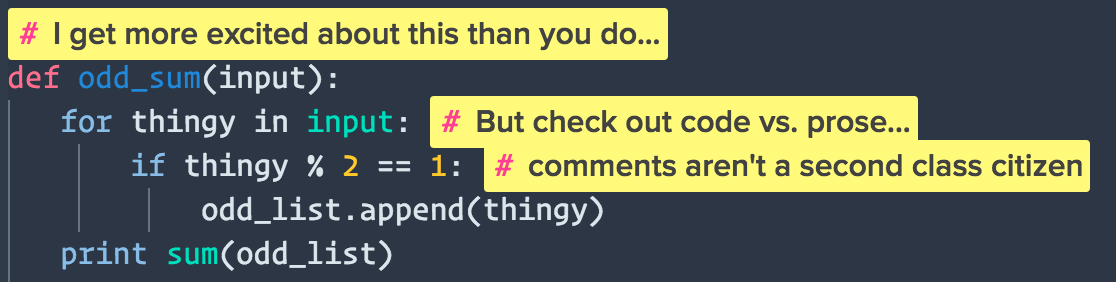 # I get more excited about this than you do...
def odd_sum(input):
for thingy in input: # But check out code vs. prose...
if thingy % 2 == 1: # comments aren't a second class citizen
odd_list.append(thingy)
print sum(odd_list)